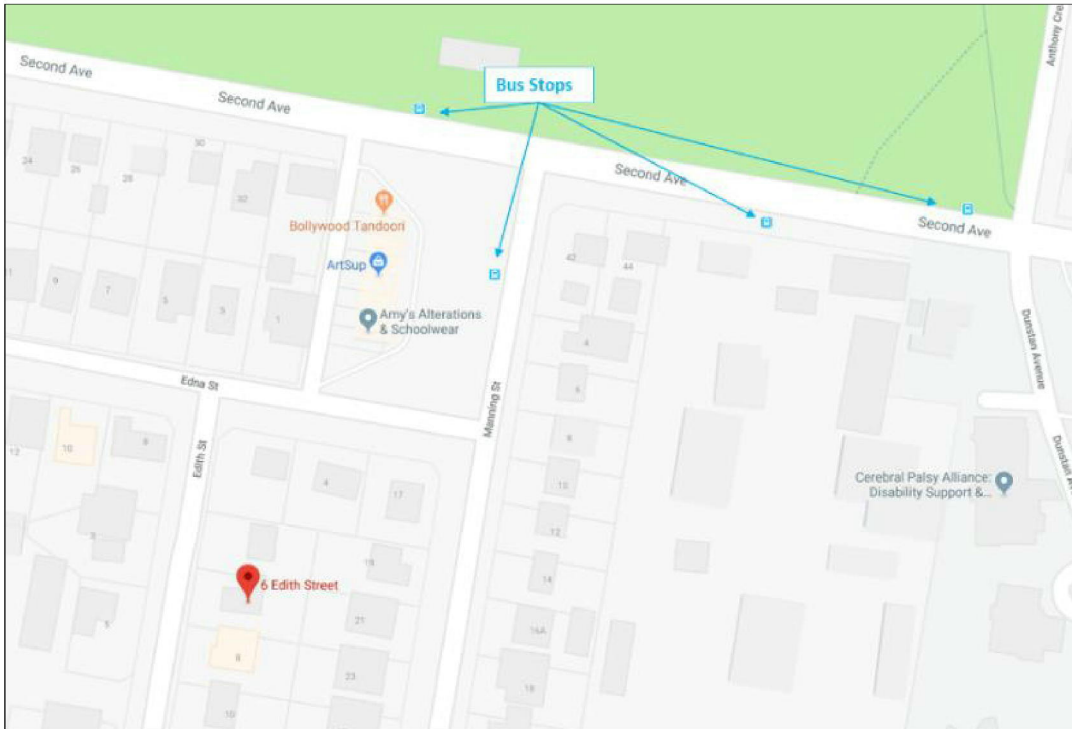 Second Ave
Second Ave
Bus Stops
Anthony Cre
Second Ave
Second Ave
24
26
28
30
32
Bollywood Tandoori
ArtSup
Amy's Alterations
& Schoolwear
42
44
9
7
5
3
1
4
6
8
10
12
14
16A
18
Edna St
Edith St
Manning St
Dunstan Avenue
12
10
8
4
17
19
21
23
3
5
6 Edith Street
8
10
Cerebral Palsy Alliance:
Disability Support &...